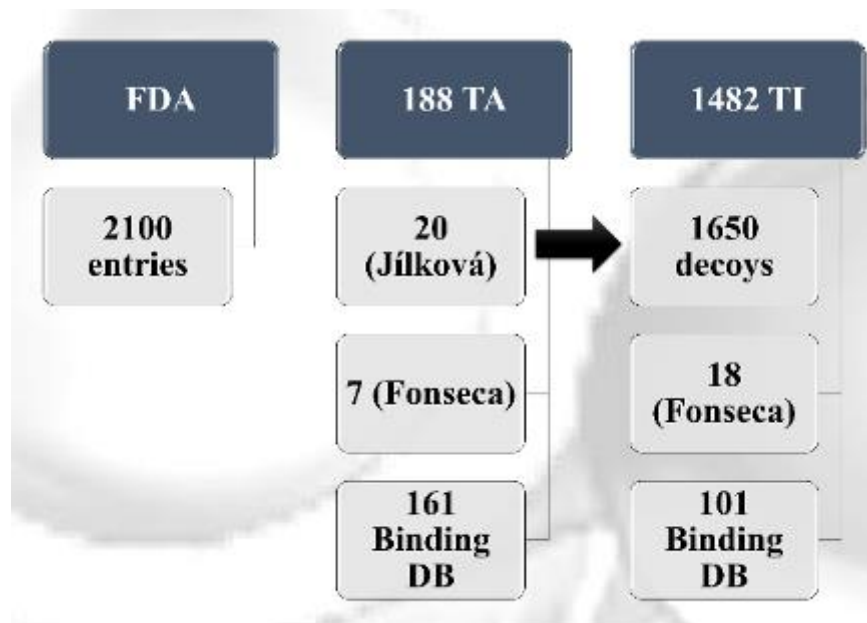 FDA
2100
entries
188 TA
20
(Jílková)
7 (Fonseca)
161
Binding
DB
1482 TI
1650
decoys
18
(Fonseca)
101
Binding
DB